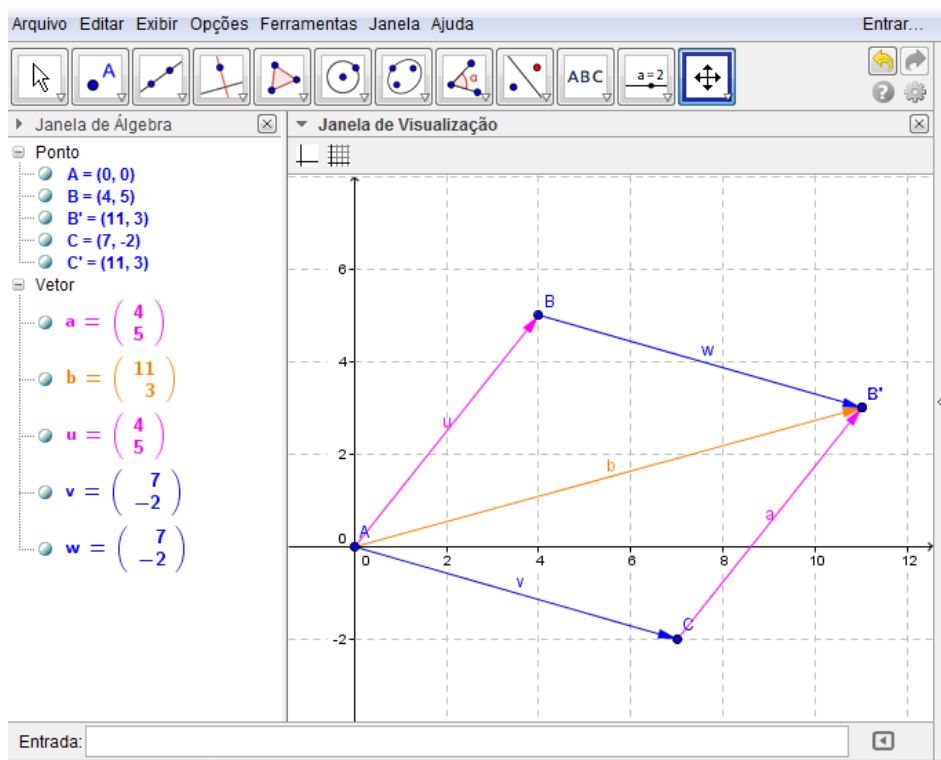 Arquivo Editar Exibir Opções Ferramentas Janela Ajuda Entrar...
A α ABC a=2
Janela de Álgebra
Ponto
A = (0, 0)
B = (4, 5)
B' = (11, 3)
C = (7, -2)
C' = (11, 3)
Vetor
a = ( 4
5 )
b = ( 11
3 )
u = ( 4
5 )
v = ( 7
−2 )
w = ( 7
−2 )
Janela de Visualização
6
B
4
w
B'
u
2
b
a
0 A
0 2 4 6 8 10 12
v
C
-2
Entrada: